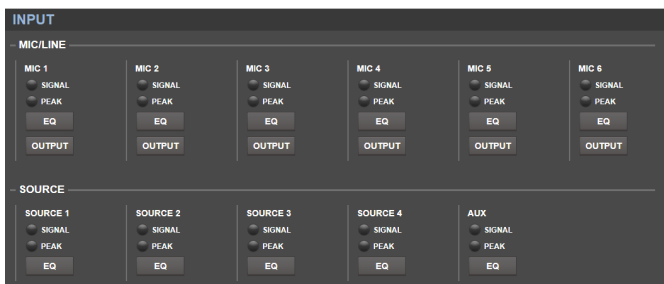 INPUT
MIC/LINE
MIC 1 MIC 2 MIC 3 MIC 4 MIC 5 MIC 6
SIGNAL SIGNAL SIGNAL SIGNAL SIGNAL SIGNAL
PEAK PEAK PEAK PEAK PEAK PEAK
EQ EQ EQ EQ EQ EQ
OUTPUT OUTPUT OUTPUT OUTPUT OUTPUT OUTPUT
SOURCE
SOURCE 1 SOURCE 2 SOURCE 3 SOURCE 4 AUX
SIGNAL SIGNAL SIGNAL SIGNAL SIGNAL
PEAK PEAK PEAK PEAK PEAK
EQ EQ EQ EQ EQ